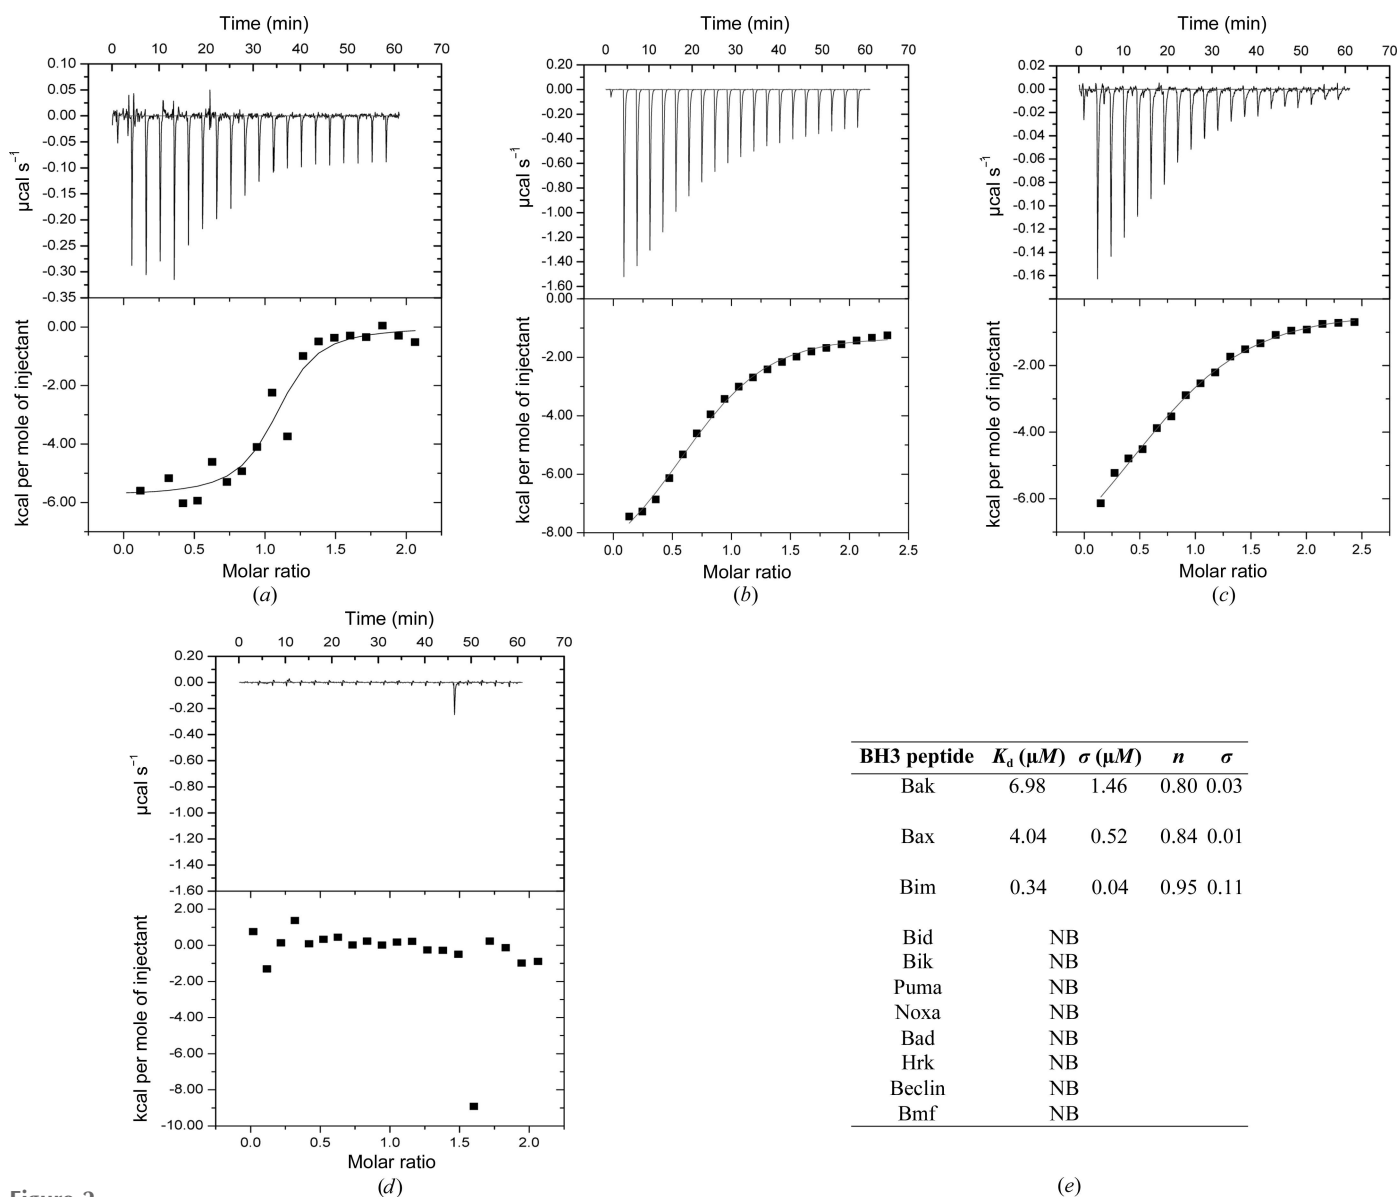 Time (min)
0 10 20 30 40 50 60 70
0.10
0.05
0.00
-0.05
-0.10
-0.15
-0.20
-0.25
-0.30
-0.35
µcal s⁻¹
0.00
-2.00
-4.00
-6.00
kcal per mole of injectant
0.0 0.5 1.0 1.5 2.0
Molar ratio
(a)
Time (min)
0 10 20 30 40 50 60 70
0.20
0.00
-0.20
-0.40
-0.60
-0.80
-1.00
-1.20
-1.40
-1.60
µcal s⁻¹
0.00
-2.00
-4.00
-6.00
-8.00
kcal per mole of injectant
0.0 0.5 1.0 1.5 2.0 2.5
Molar ratio
(b)
Time (min)
0 10 20 30 40 50 60 70
0.02
0.00
-0.02
-0.04
-0.06
-0.08
-0.10
-0.12
-0.14
-0.16
µcal s⁻¹
-2.00
-4.00
-6.00
kcal per mole of injectant
0.0 0.5 1.0 1.5 2.0 2.5
Molar ratio
(c)
Time (min)
0 10 20 30 40 50 60 70
0.20
0.00
-0.20
-0.40
-0.60
-0.80
-1.00
-1.20
-1.40
-1.60
µcal s⁻¹
2.00
0.00
-2.00
-4.00
-6.00
-8.00
-10.00
kcal per mole of injectant
0.0 0.5 1.0 1.5 2.0
Molar ratio
(d)
BH3 peptide Kd (µM) σ (µM) n σ
Bak 6.98 1.46 0.80 0.03
Bax 4.04 0.52 0.84 0.01
Bim 0.34 0.04 0.95 0.11
Bid NB
Bik NB
Puma NB
Noxa NB
Bad NB
Hrk NB
Beclin NB
Bmf NB
(e)
Figure 2